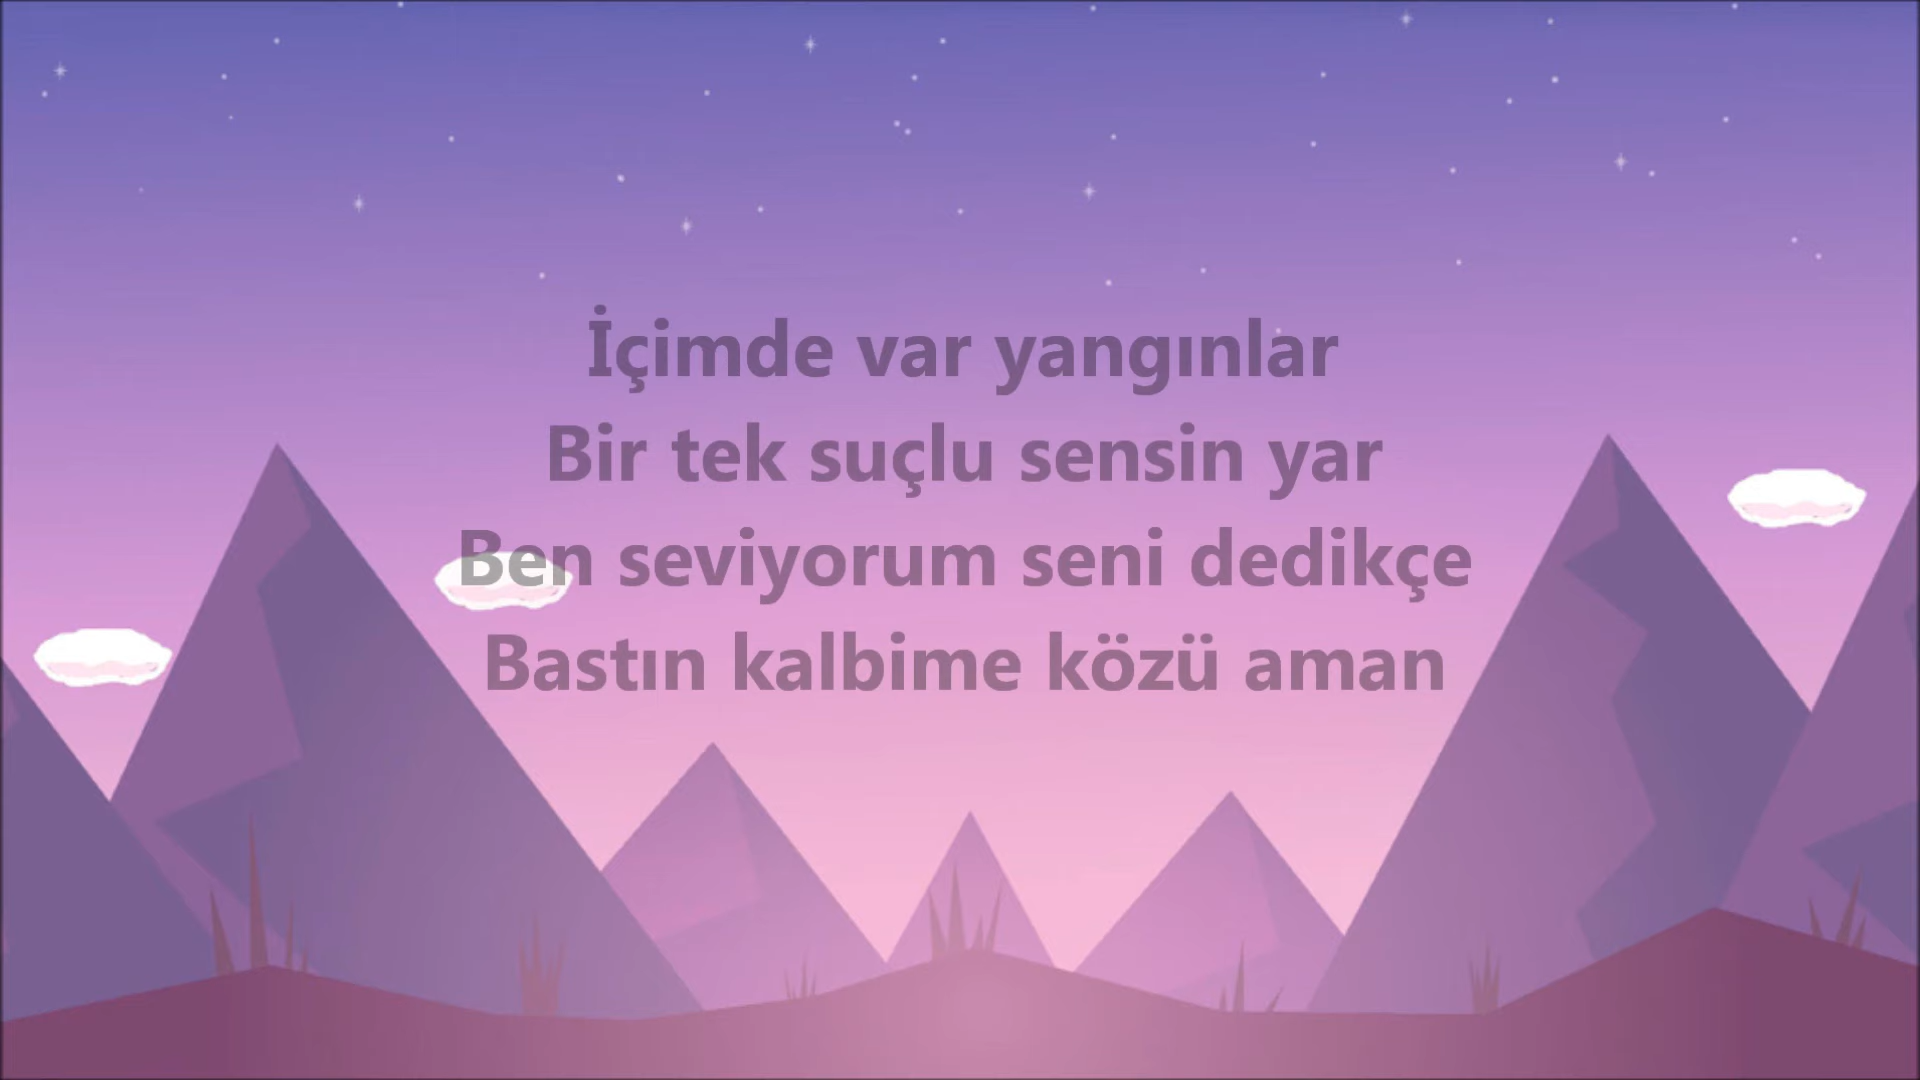 İçimde var yangınlar
Bir tek suçlu sensin yar
Ben seviyorum seni dedikçe
Bastın kalbime közü aman